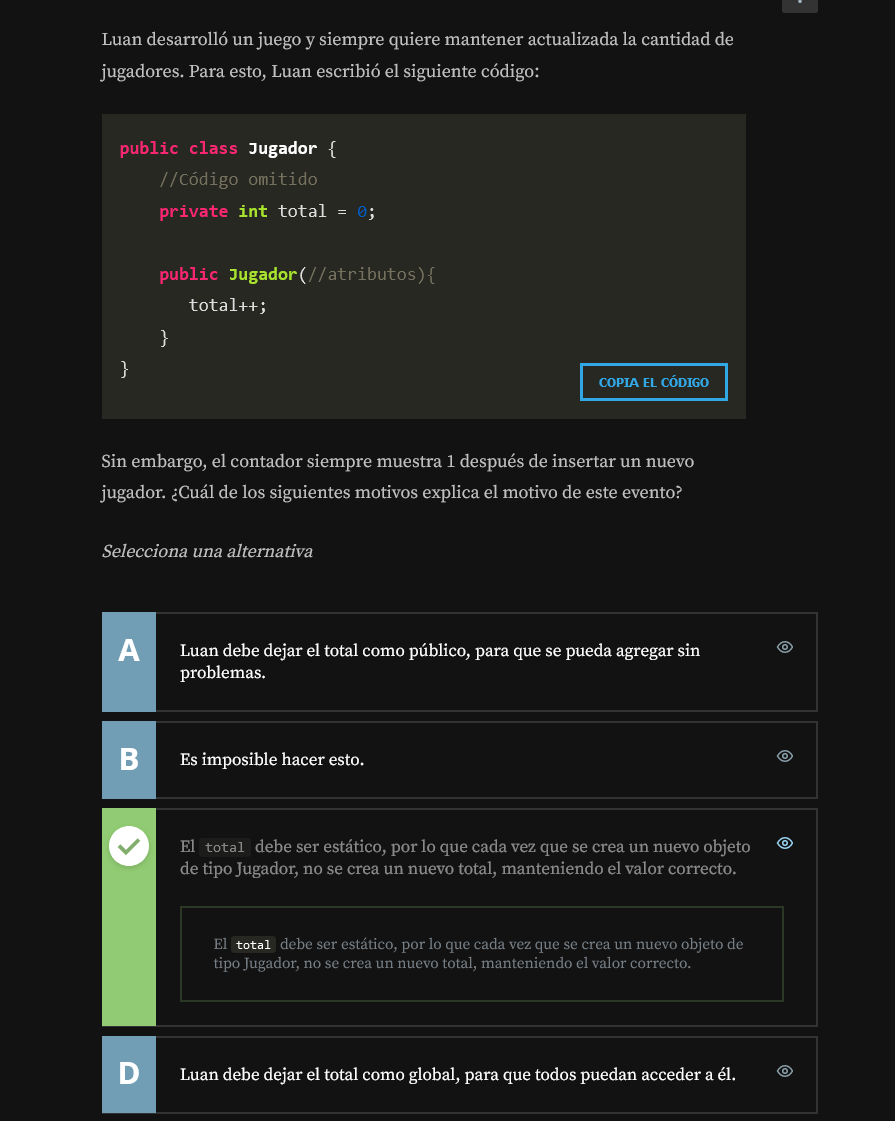 Luan desarrolló un juego y siempre quiere mantener actualizada la cantidad de
jugadores. Para esto, Luan escribió el siguiente código:
public class Jugador {
    //Código omitido
    private int total = 0;
    public Jugador(//atributos){
       total++;
    }
}
COPIA EL CÓDIGO
Sin embargo, el contador siempre muestra 1 después de insertar un nuevo
jugador. ¿Cuál de los siguientes motivos explica el motivo de este evento?
Selecciona una alternativa
A
Luan debe dejar el total como público, para que se pueda agregar sin
problemas.
B
Es imposible hacer esto.
El total debe ser estático, por lo que cada vez que se crea un nuevo objeto
de tipo Jugador, no se crea un nuevo total, manteniendo el valor correcto.
El total debe ser estático, por lo que cada vez que se crea un nuevo objeto de
tipo Jugador, no se crea un nuevo total, manteniendo el valor correcto.
D
Luan debe dejar el total como global, para que todos puedan acceder a él.